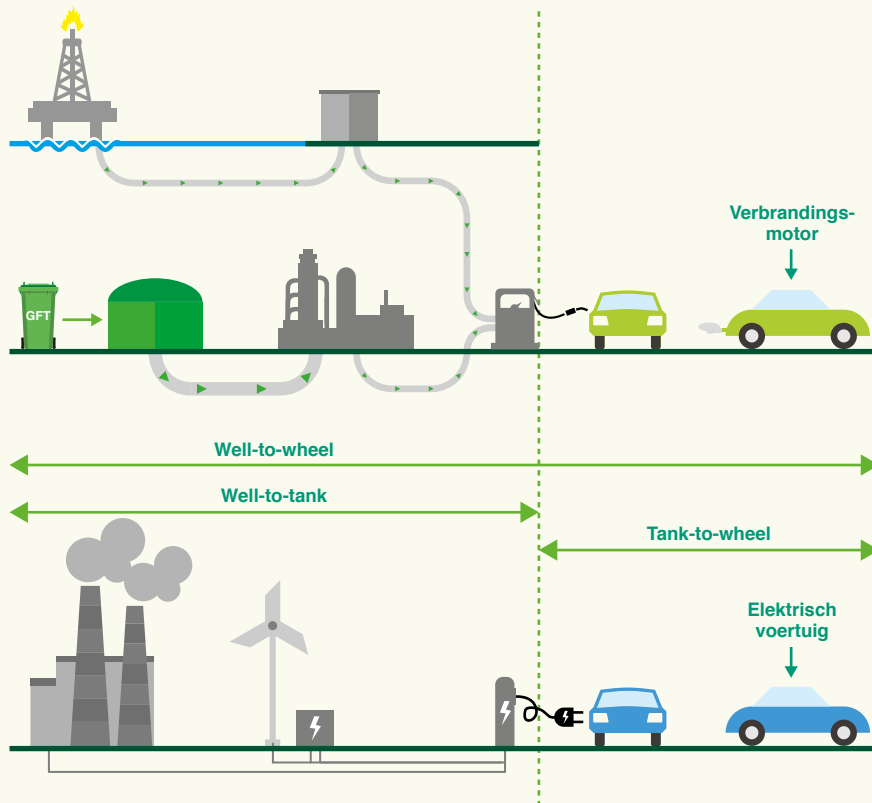 Verbrandings-
motor
GFT
Well-to-wheel
Well-to-tank
Tank-to-wheel
Elektrisch
voertuig